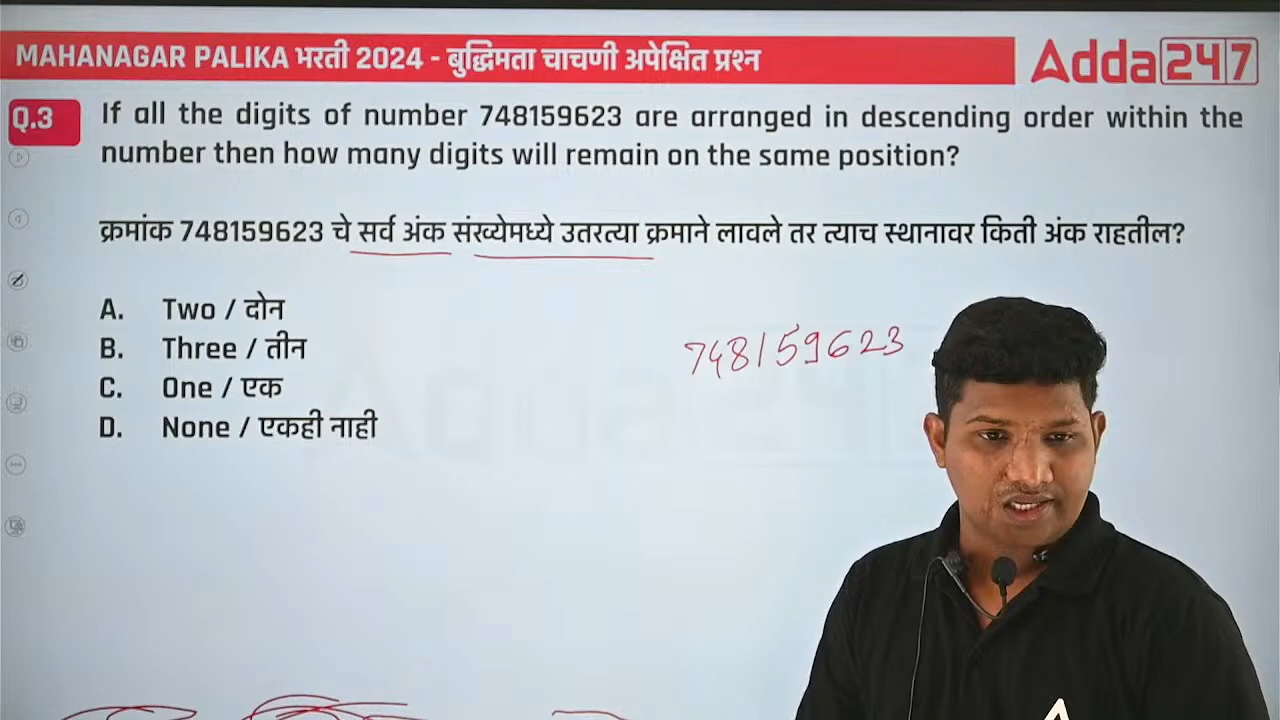 MAHANAGAR PALIKA भरती 2024 - बुद्धिमता चाचणी अपेक्षित प्रश्न
Adda247
Q.3
If all the digits of number 748159623 are arranged in descending order within the
number then how many digits will remain on the same position?
क्रमांक 748159623 चे सर्व अंक संख्येमध्ये उतरत्या क्रमाने लावले तर त्याच स्थानावर किती अंक राहतील?
A. Two / दोन
B. Three / तीन
C. One / एक
D. None / एकही नाही
748159623